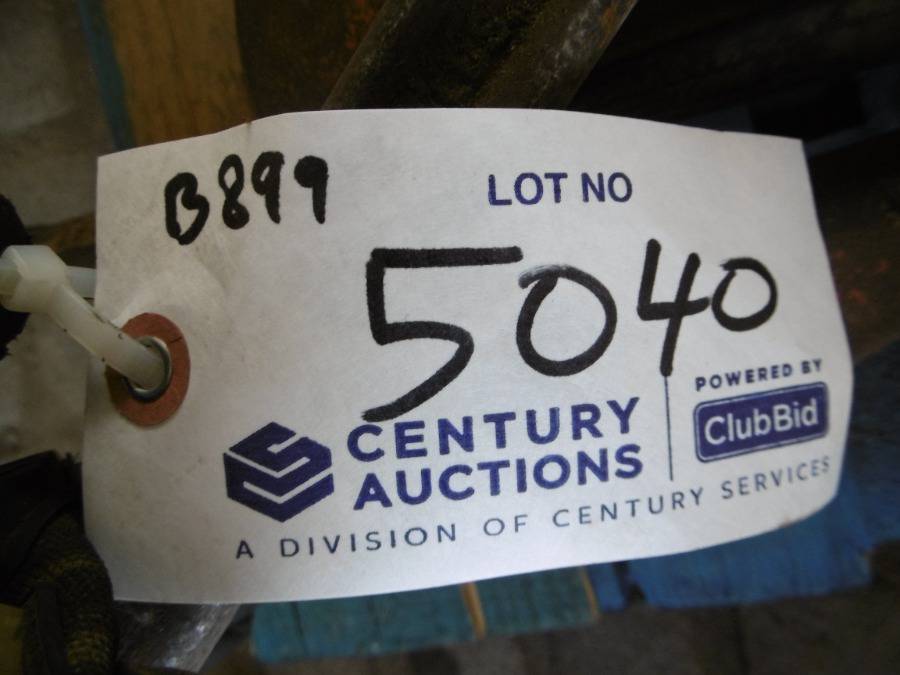 B899
LOT NO
5040
CENTURY
AUCTIONS
A DIVISION OF CENTURY SERVICES
POWERED BY
ClubBid